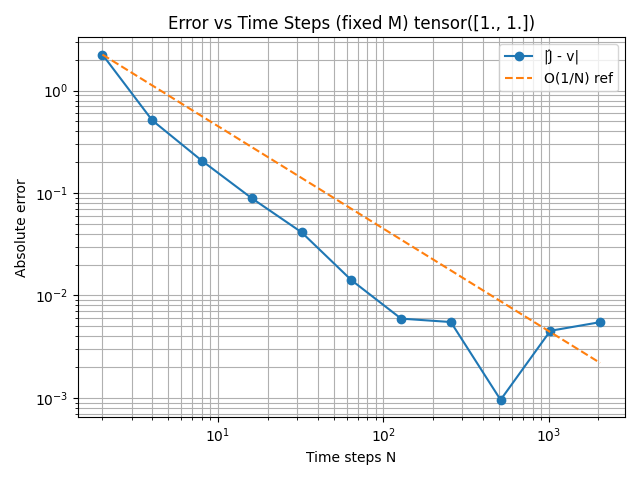 Error vs Time Steps (fixed M) tensor([1., 1.])
|Ĵ - v|
O(1/N) ref
Absolute error
10⁰
10⁻¹
10⁻²
10⁻³
10¹ 10² 10³
Time steps N